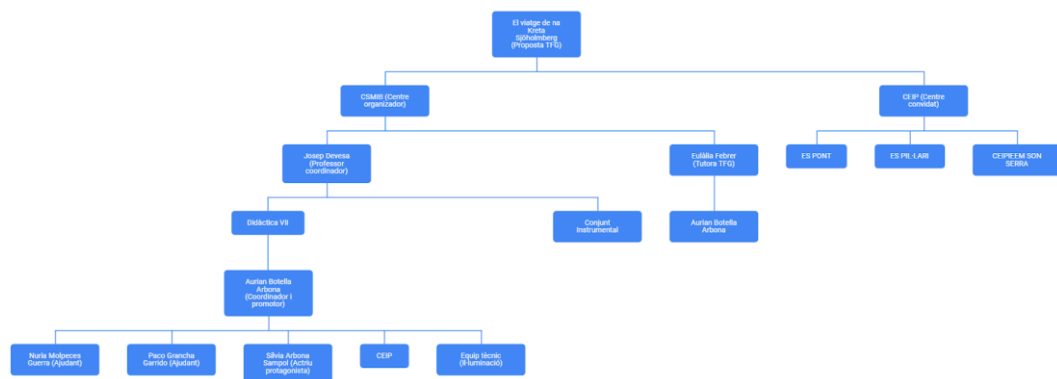 El viatge de na
Kreta
Sjöholmberg
(Proposta TFG)
CSMIB (Centre
organizador)
CEIP (Centre
convidat)
Josep Devesa
(Professor
coordinador)
Eulàlia Febrer
(Tutora TFG)
ES PONT
ES PIL·LARI
CEIPIEEM SON
SERRA
Didàctica VII
Conjunt
Instrumental
Aurian Botella
Arbona
Aurian Botella
Arbona
(Coordinador i
promotor)
Nuria Molpeces
Guerra (Ajudant)
Paco Grancha
Garrido (Ajudant)
Sílvia Arbona
Sampol (Actriu
protagonista)
CEIP
Equip tècnic
(Il·luminació)